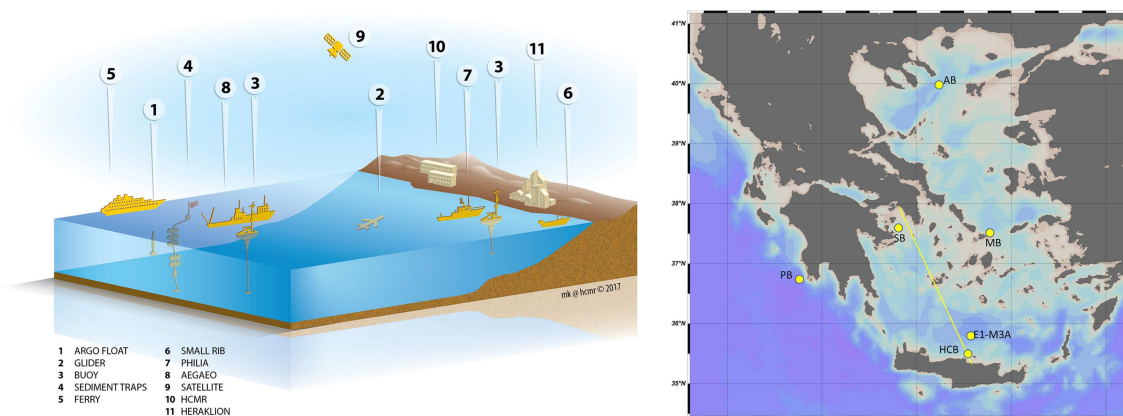 9
10
11
4
3
5
7
8
3
2
6
1
mk @ hcmr © 2017
1 ARGO FLOAT
2 GLIDER
3 BUOY
4 SEDIMENT TRAPS
5 FERRY
6 SMALL RIB
7 PHILIA
8 AEGAEO
9 SATELLITE
10 HCMR
11 HERAKLION
41°N
40°N
AB
39°N
38°N
SB
MB
37°N
PB
36°N
E1-M3A
HCB
35°N